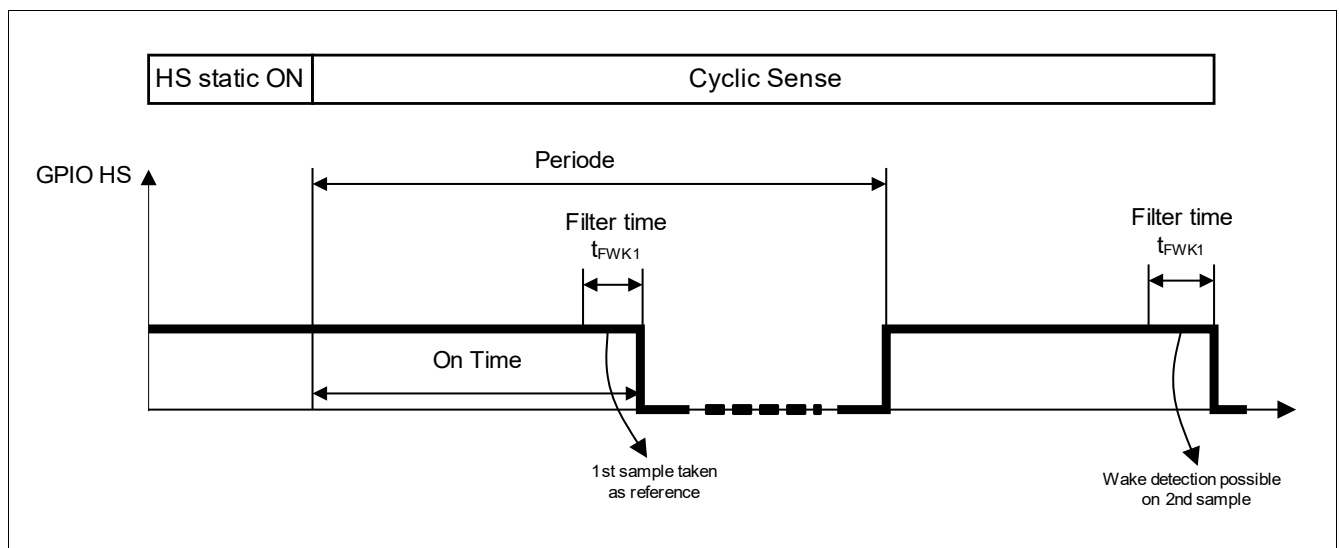 HS static ON
Cyclic Sense
Periode
GPIO HS
Filter time
tFWK1
Filter time
tFWK1
On Time
1st sample taken
as reference
Wake detection possible
on 2nd sample